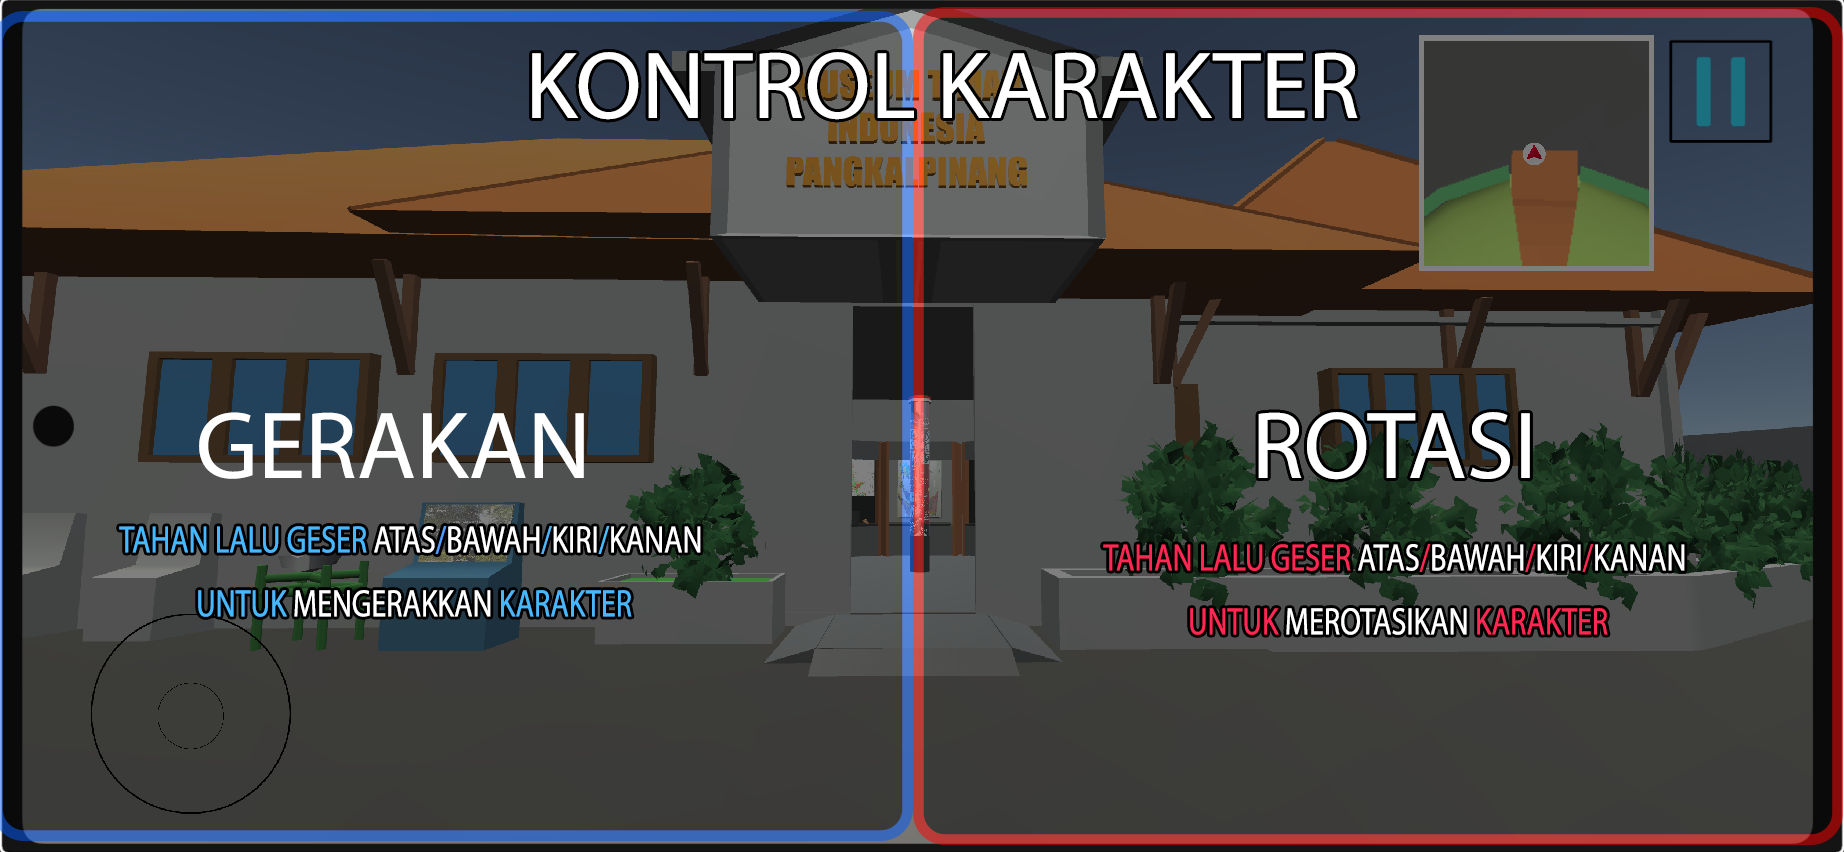 KONTROL KARAKTER
INDONESIA
PANGKALPINANG
GERAKAN
TAHAN LALU GESER ATAS/BAWAH/KIRI/KANAN
UNTUK MENGERAKKAN KARAKTER
ROTASI
TAHAN LALU GESER ATAS/BAWAH/KIRI/KANAN
UNTUK MEROTASIKAN KARAKTER